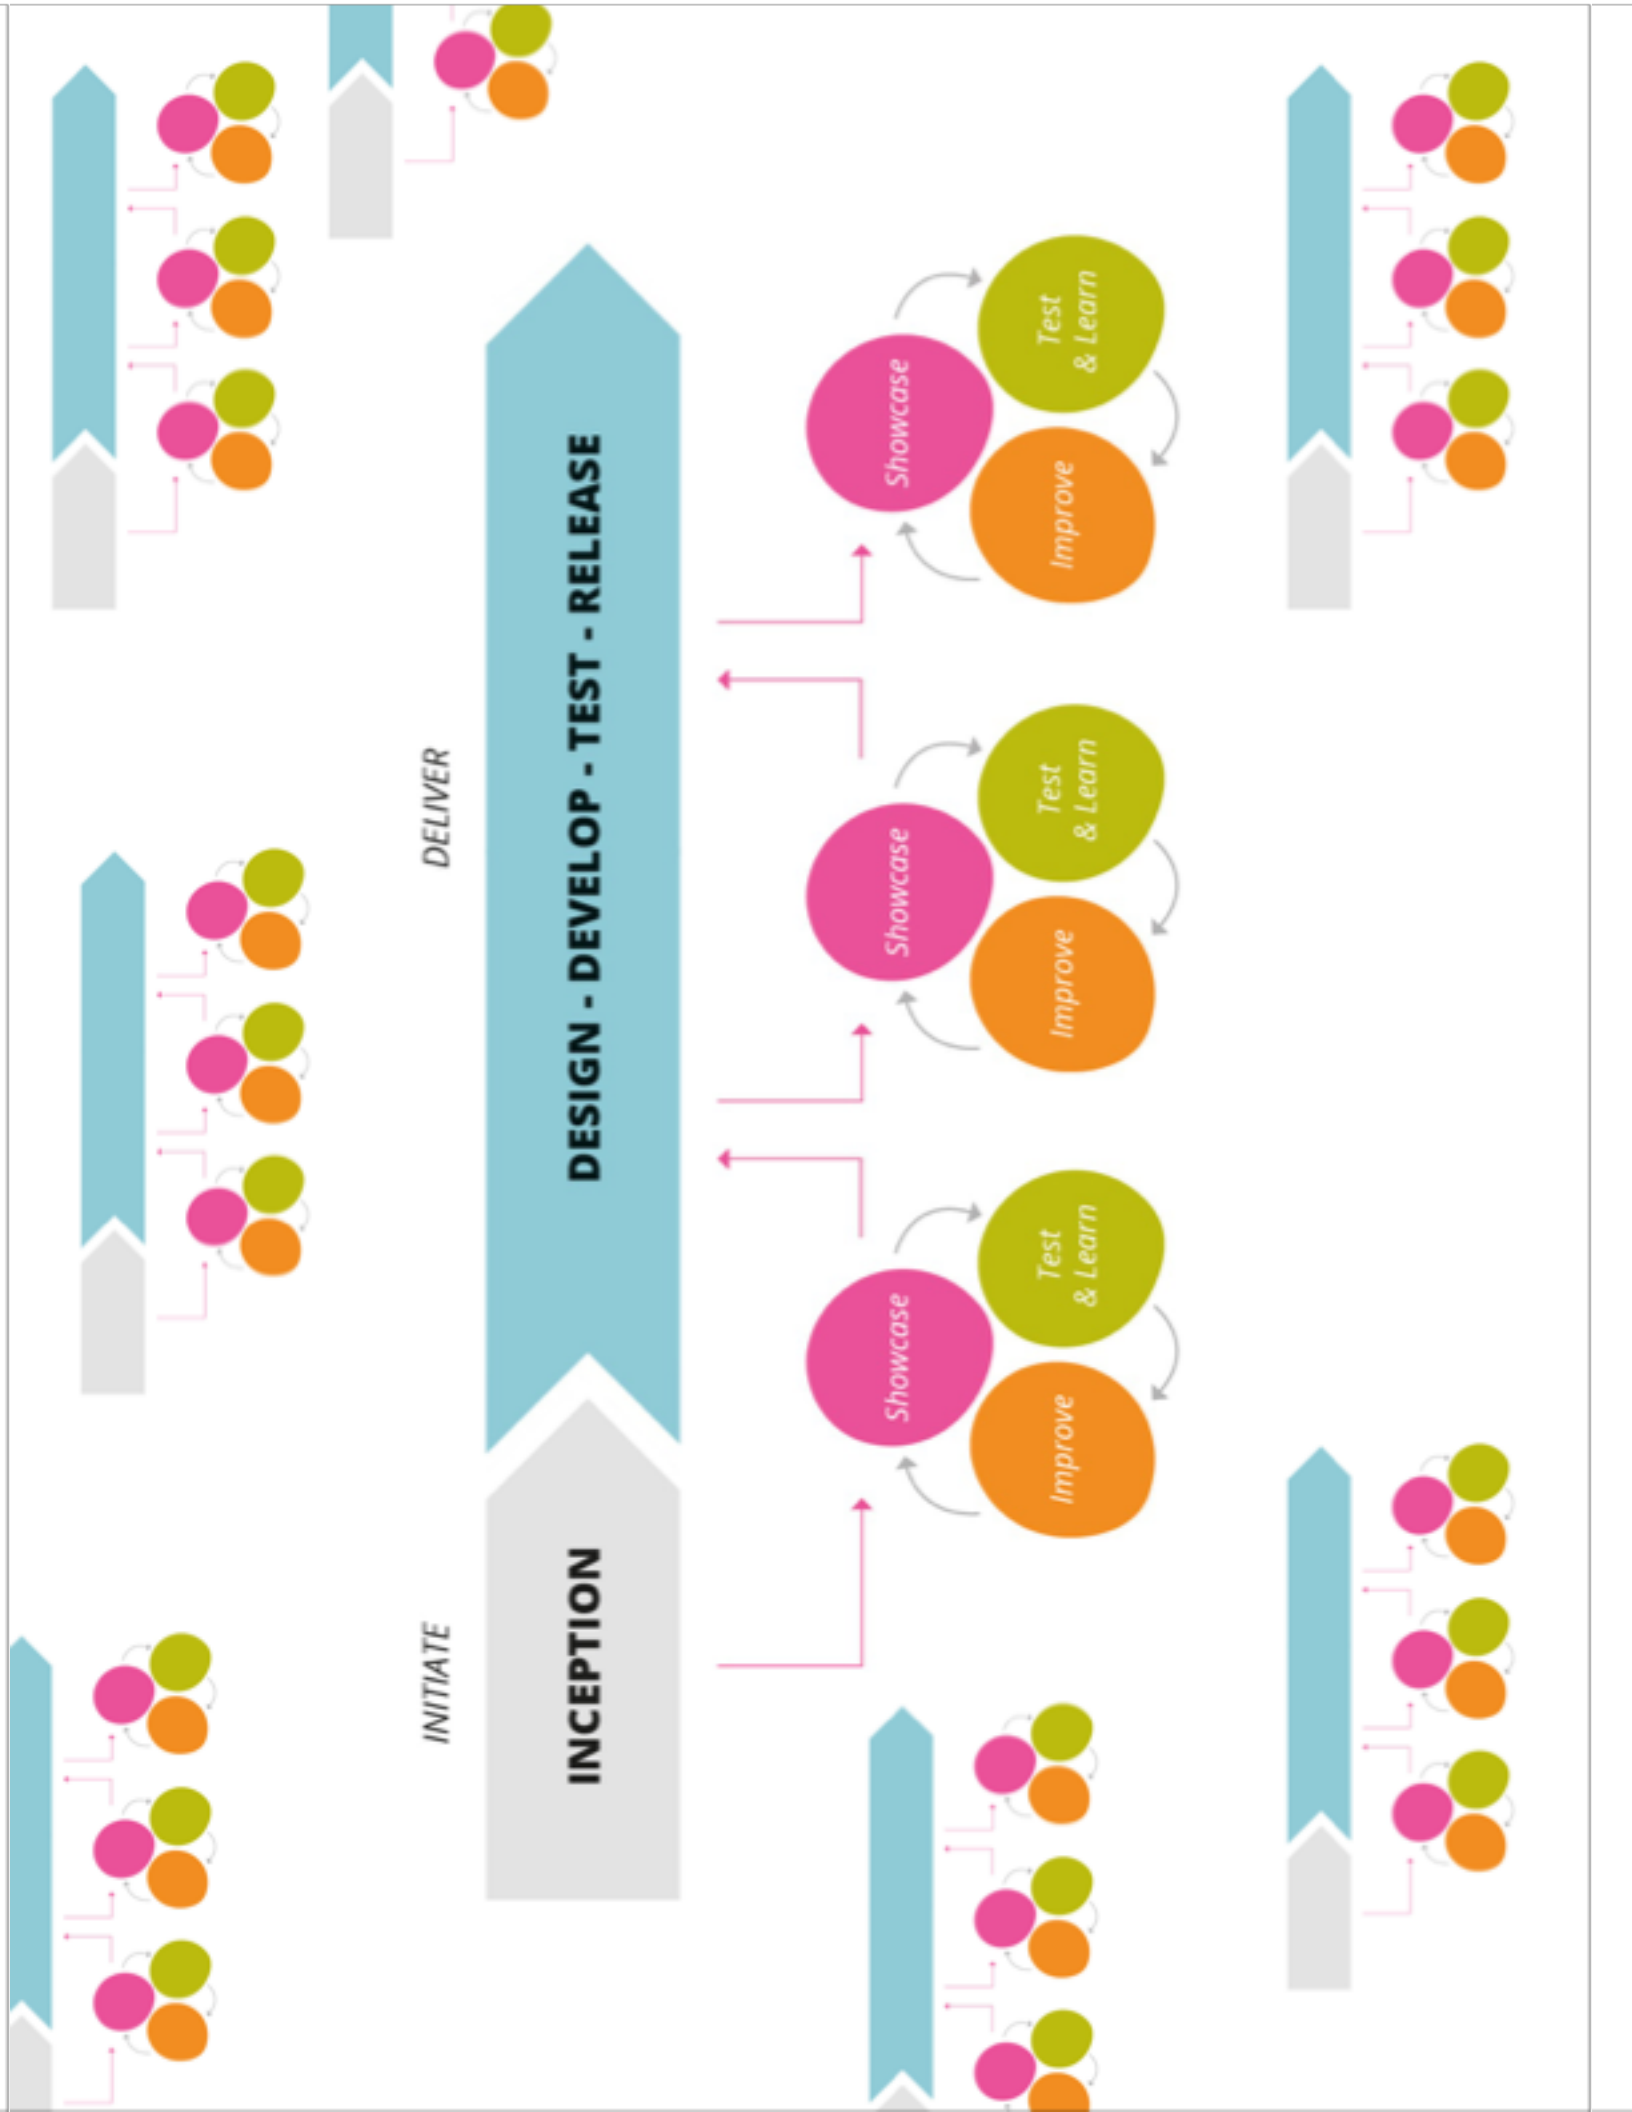 INITIATE
DELIVER
INCEPTION
DESIGN - DEVELOP - TEST - RELEASE
Showcase
Test
& Learn
Improve
Showcase
Test
& Learn
Improve
Showcase
Test
& Learn
Improve